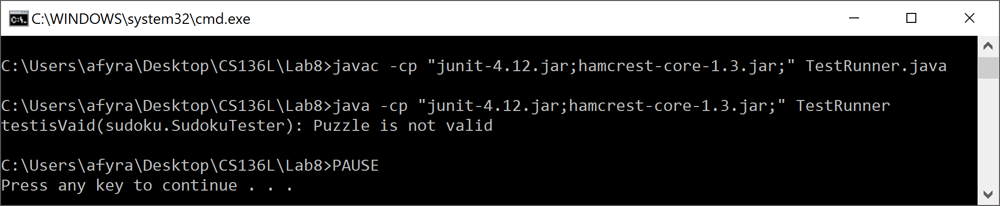 C:\WINDOWS\system32\cmd.exe
C:\Users\afyra\Desktop\CS136L\Lab8>javac -cp "junit-4.12.jar;hamcrest-core-1.3.jar;" TestRunner.java
C:\Users\afyra\Desktop\CS136L\Lab8>java -cp "junit-4.12.jar;hamcrest-core-1.3.jar;" TestRunner
testisVaid(sudoku.SudokuTester): Puzzle is not valid
C:\Users\afyra\Desktop\CS136L\Lab8>PAUSE
Press any key to continue . . .